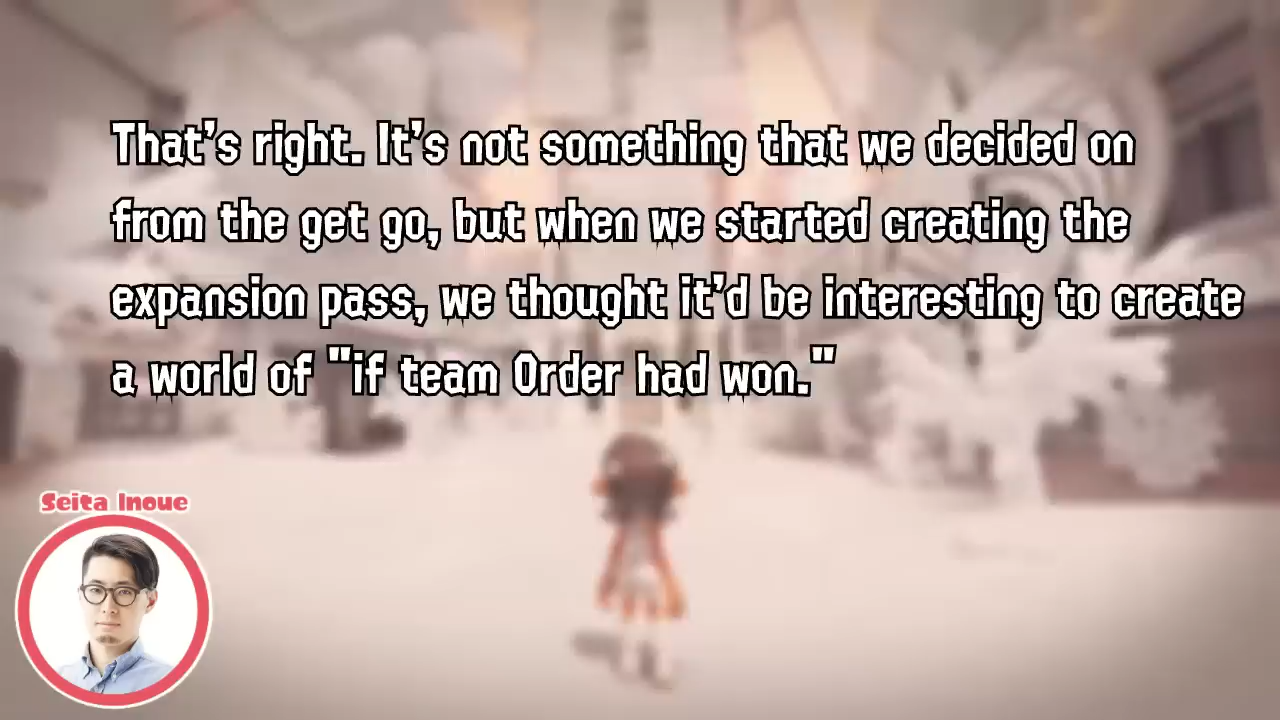 That's right. It's not something that we decided on
from the get go, but when we started creating the
expansion pass, we thought it'd be interesting to create
a world of "if team Order had won."
Seita Inoue